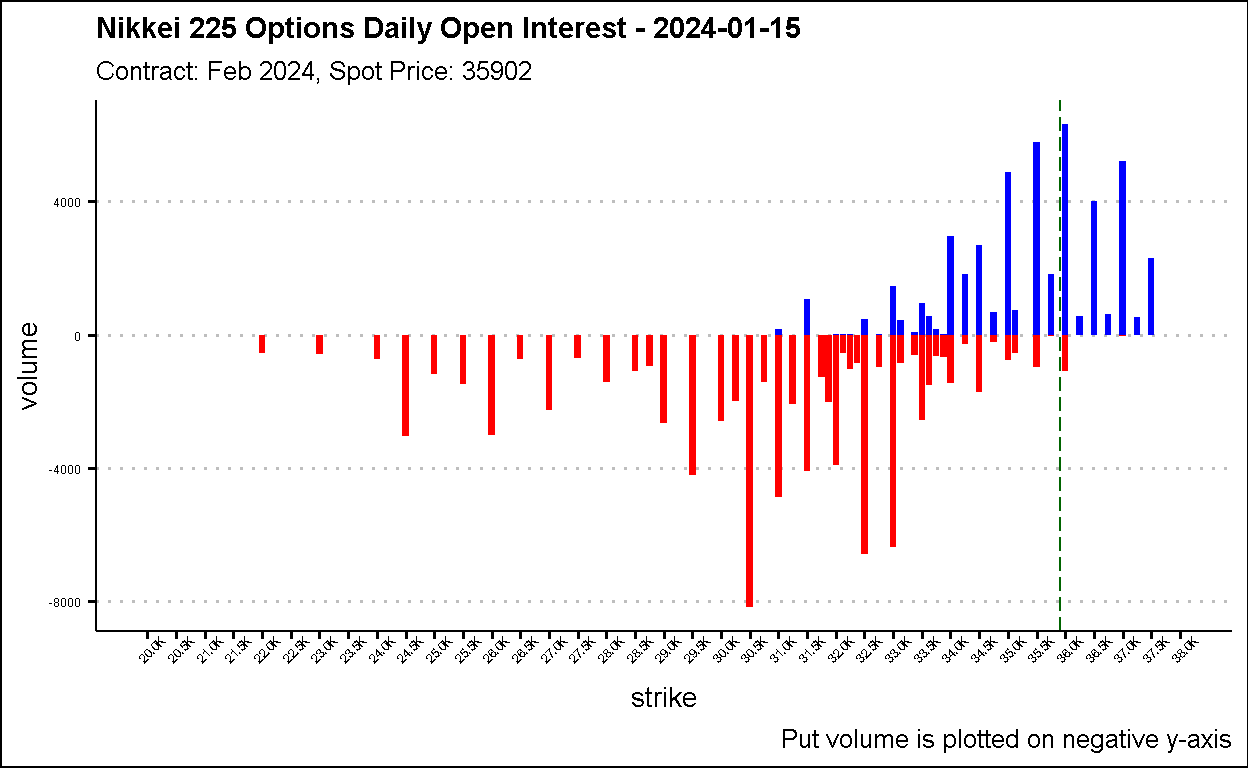 Nikkei 225 Options Daily Open Interest - 2024-01-15
Contract: Feb 2024, Spot Price: 35902
volume
4000
0
-4000
-8000
20.0K 20.5K 21.0K 21.5K 22.0K 22.5K 23.0K 23.5K 24.0K 24.5K 25.0K 25.5K 26.0K 26.5K 27.0K 27.5K 28.0K 28.5K 29.0K 29.5K 30.0K 30.5K 31.0K 31.5K 32.0K 32.5K 33.0K 33.5K 34.0K 34.5K 35.0K 35.5K 36.0K 36.5K 37.0K 37.5K 38.0K
strike
Put volume is plotted on negative y-axis